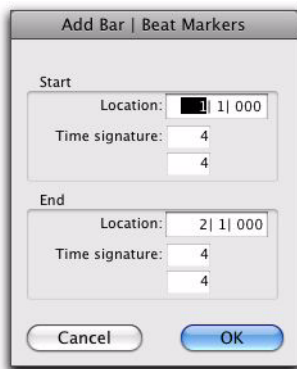 Add Bar | Beat Markers
Start
Location: 1| 1| 000
Time signature: 4
4
End
Location: 2| 1| 000
Time signature: 4
4
Cancel OK